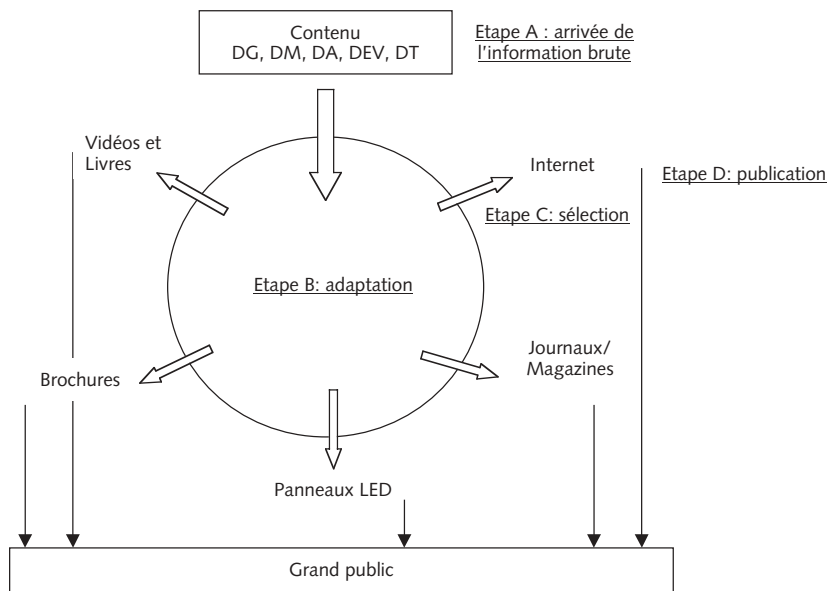 Contenu
DG, DM, DA, DEV, DT
Etape A : arrivée de
l'information brute
Vidéos et
Livres
Internet
Etape D: publication
Etape C: sélection
Etape B: adaptation
Journaux/
Magazines
Brochures
Panneaux LED
Grand public